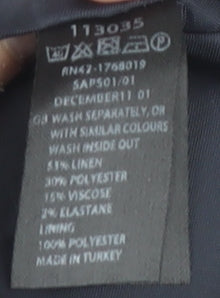 113035
RN42-1768019
SAP501/01
DECEMBER11 01
GB WASH SEPARATELY, OR
WITH SIMILAR COLOURS
WASH INSIDE OUT
53% LINEN
30% POLYESTER
15% VISCOSE
2% ELASTANE
LINING
100% POLYESTER
MADE IN TURKEY